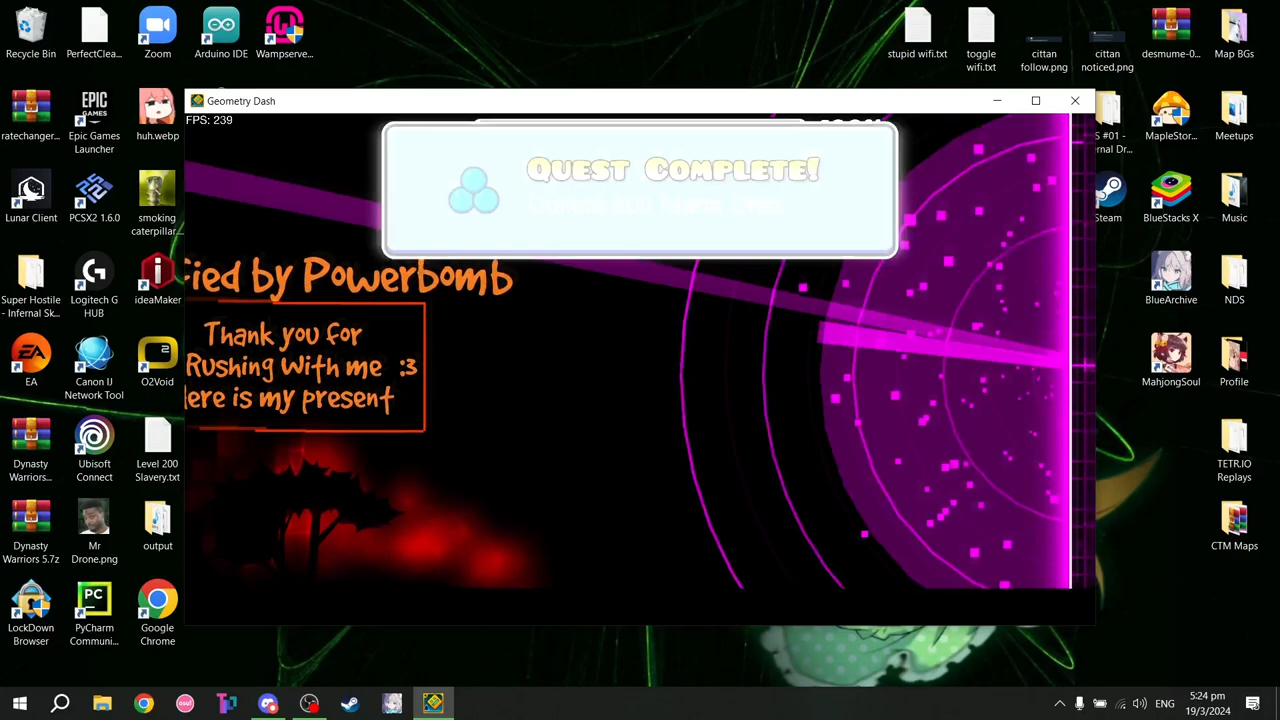 Recycle Bin
PerfectClea...
Zoom
Arduino IDE
Wampserve...
stupid wifi.txt
toggle
wifi.txt
cittan
follow.png
cittan
noticed.png
desmume-0...
Map BGs
ratechanger...
Epic Games
Launcher
huh.webp
Geometry Dash
FPS: 239
Quest Complete!
fied by Powerbomb
Thank you for
Rushing With me :3
ere is my present
S #01 -
ernal Dr...
MapleStor...
Meetups
Lunar Client
PCSX2 1.6.0
smoking
caterpillar....
Steam
BlueStacks X
Music
Super Hostile
- Infernal Sk...
Logitech G
HUB
ideaMaker
BlueArchive
NDS
EA
Canon IJ
Network Tool
O2Void
MahjongSoul
Profile
Dynasty
Warriors...
Ubisoft
Connect
Level 200
Slavery.txt
TETR.IO
Replays
Dynasty
Warriors 5.7z
Mr
Drone.png
output
CTM Maps
LockDown
Browser
PyCharm
Communi...
Google
Chrome
ENG
5:24 pm
19/3/2024